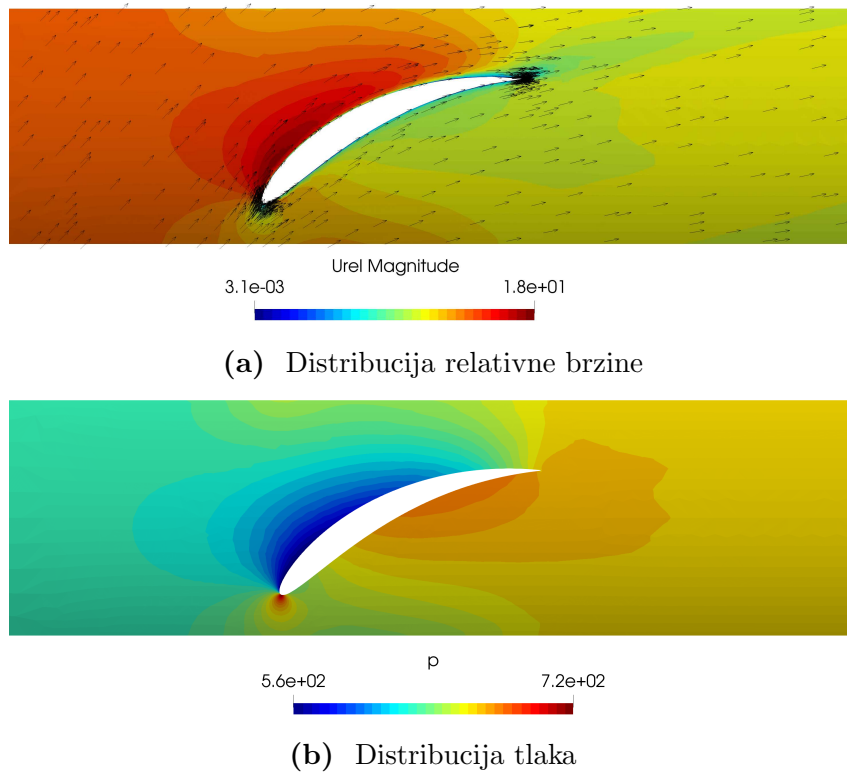 Urel Magnitude
3.1e-03 1.8e+01
(a) Distribucija relativne brzine
p
5.6e+02 7.2e+02
(b) Distribucija tlaka